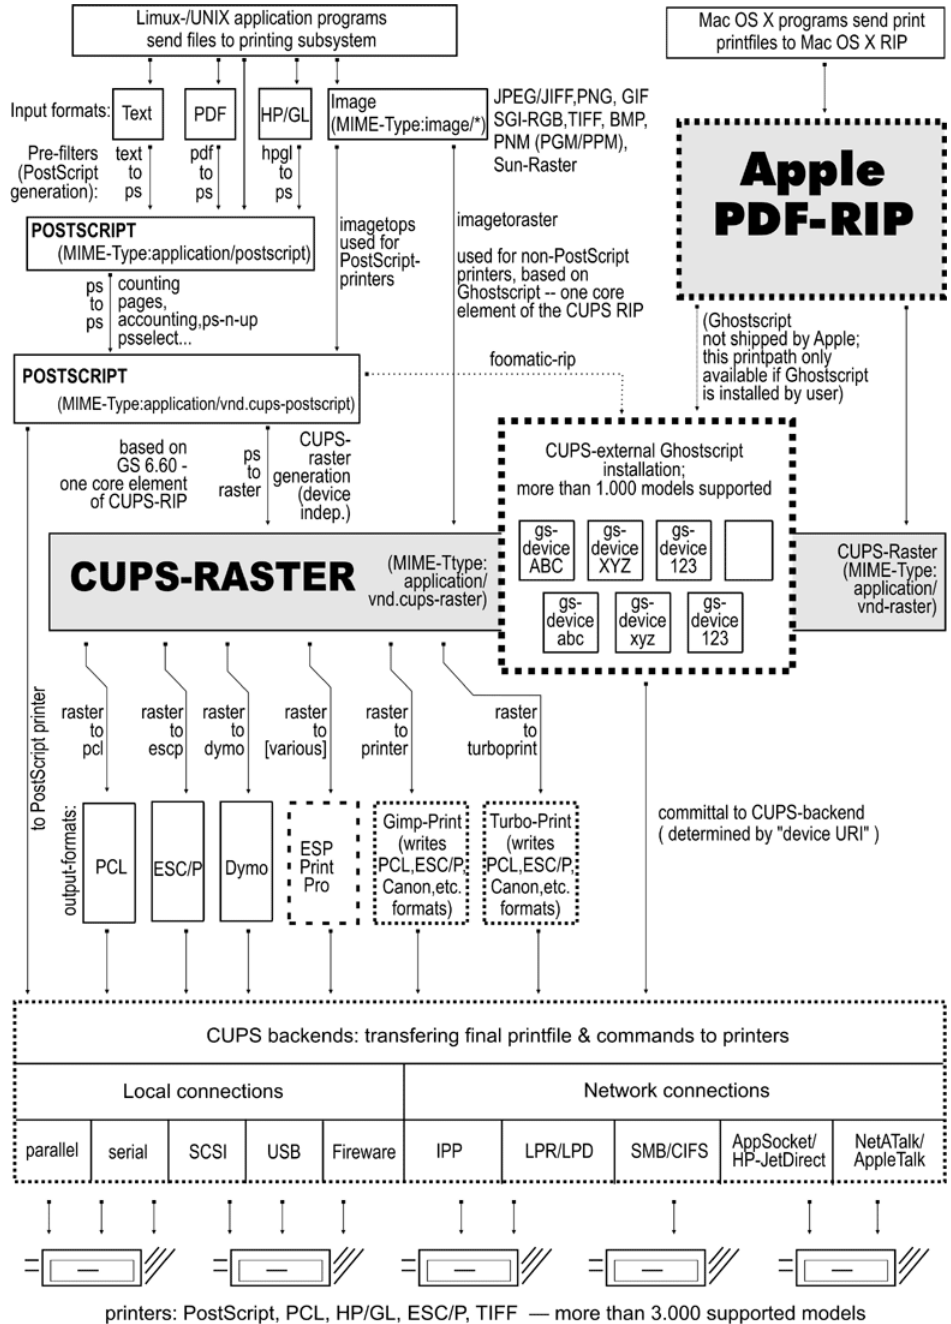 Limux-/UNIX application programs
send files to printing subsystem
Mac OS X programs send print
printfiles to Mac OS X RIP
Input formats:
Text
PDF
HP/GL
Image
(MIME-Type:image/*)
JPEG/JIFF,PNG, GIF
SGI-RGB,TIFF, BMP,
PNM (PGM/PPM),
Sun-Raster
Apple
PDF-RIP
Pre-filters
(PostScript
generation):
text
to
ps
pdf
to
ps
hpgl
to
ps
POSTSCRIPT
(MIME-Type:application/postscript)
imagetops
used for
PostScript-
printers
imagetoraster
used for non-PostScript
printers, based on
Ghostscript -- one core
element of the CUPS RIP
ps
to
ps
counting
pages,
accounting,ps-n-up
psselect...
(Ghostscript
not shipped by Apple;
this printpath only
available if Ghostscript
is installed by user)
foomatic-rip
POSTSCRIPT
(MIME-Type:application/vnd.cups-postscript)
based on
GS 6.60 -
one core element
of CUPS-RIP
ps
to
raster
CUPS-
raster
generation
(device
indep.)
CUPS-external Ghostscript
installation;
more than 1.000 models supported
gs-
device
ABC
gs-
device
XYZ
gs-
device
123
gs-
device
abc
gs-
device
xyz
gs-
device
123
CUPS-RASTER
(MIME-Ttype:
application/
vnd.cups-raster)
CUPS-Raster
(MIME-Type:
application/
vnd-raster)
to PostScript printer
raster
to
pcl
raster
to
escp
raster
to
dymo
raster
to
[various]
raster
to
printer
raster
to
turboprint
committal to CUPS-backend
( determined by "device URI" )
output-formats:
PCL
ESC/P
Dymo
ESP
Print
Pro
Gimp-Print
(writes
PCL,ESC/P,
Canon,etc.
formats)
Turbo-Print
(writes
PCL,ESC/P,
Canon,etc.
formats)
CUPS backends: transfering final printfile & commands to printers
Local connections
Network connections
parallel
serial
SCSI
USB
Fireware
IPP
LPR/LPD
SMB/CIFS
AppSocket/
HP-JetDirect
NetATalk/
AppleTalk
printers: PostScript, PCL, HP/GL, ESC/P, TIFF — more than 3.000 supported models